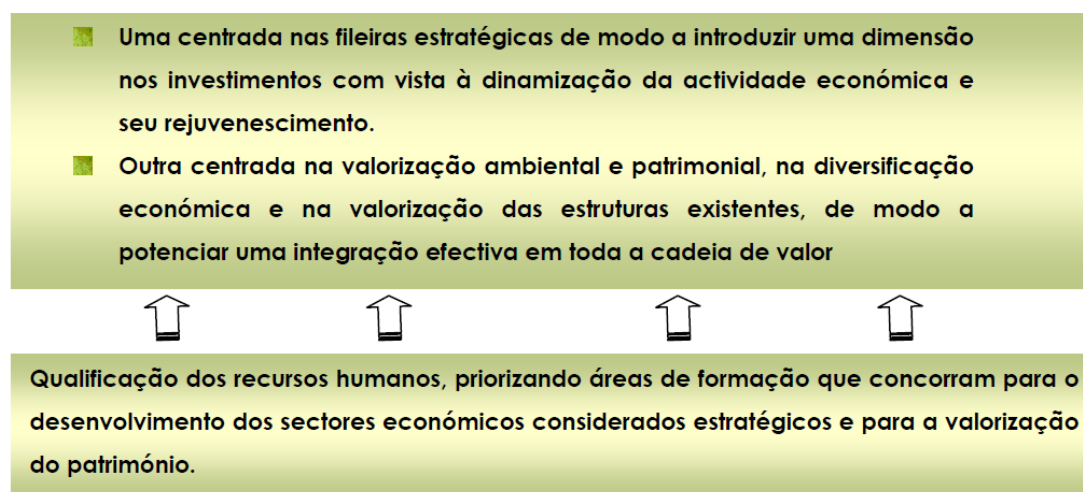 Uma centrada nas fileiras estratégicas de modo a introduzir uma dimensão
nos investimentos com vista à dinamização da actividade económica e
seu rejuvenescimento.
Outra centrada na valorização ambiental e patrimonial, na diversificação
económica e na valorização das estruturas existentes, de modo a
potenciar uma integração efectiva em toda a cadeia de valor
Qualificação dos recursos humanos, priorizando áreas de formação que concorram para o
desenvolvimento dos sectores económicos considerados estratégicos e para a valorização
do património.